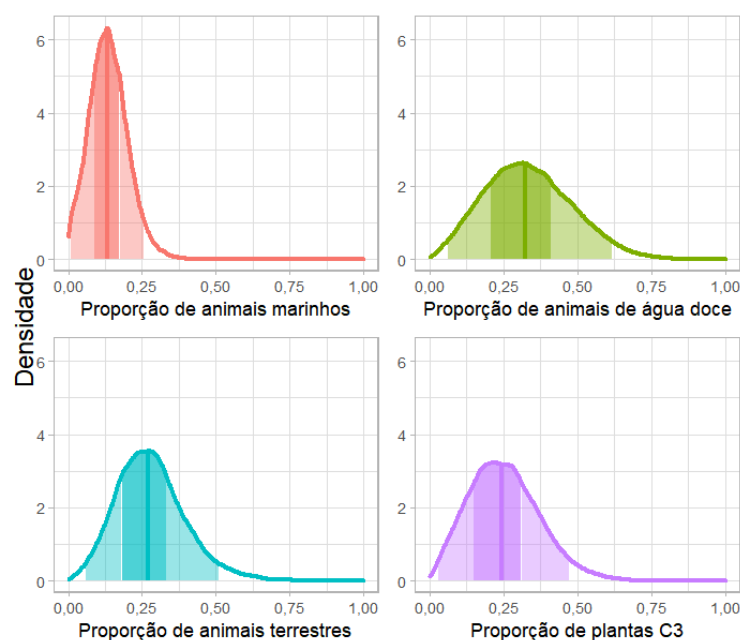 6
4
2
0
0,00 0,25 0,50 0,75 1,00
Proporção de animais marinhos
6
4
2
0
0,00 0,25 0,50 0,75 1,00
Proporção de animais de água doce
Densidade
6
4
2
0
0,00 0,25 0,50 0,75 1,00
Proporção de animais terrestres
6
4
2
0
0,00 0,25 0,50 0,75 1,00
Proporção de plantas C3